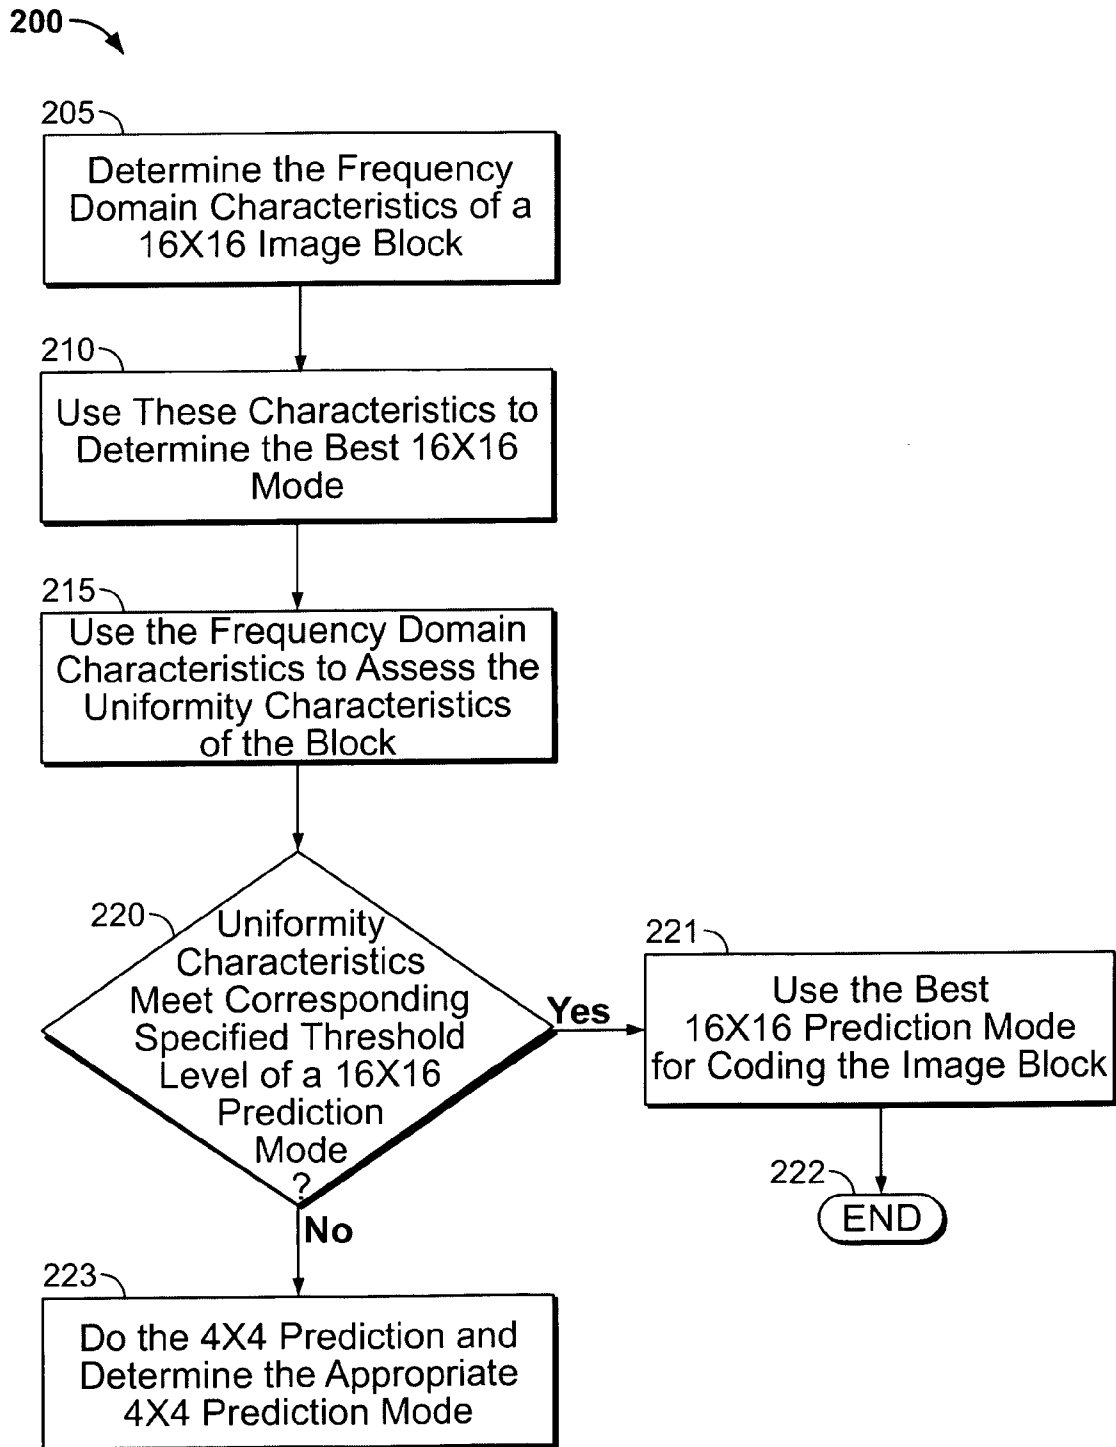 200
205
Determine the Frequency
Domain Characteristics of a
16X16 Image Block
210
Use These Characteristics to
Determine the Best 16X16
Mode
215
Use the Frequency Domain
Characteristics to Assess the
Uniformity Characteristics
of the Block
220
Uniformity
Characteristics
Meet Corresponding
Specified Threshold
Level of a 16X16
Prediction
Mode
?
Yes
221
Use the Best
16X16 Prediction Mode
for Coding the Image Block
222
END
No
223
Do the 4X4 Prediction and
Determine the Appropriate
4X4 Prediction Mode